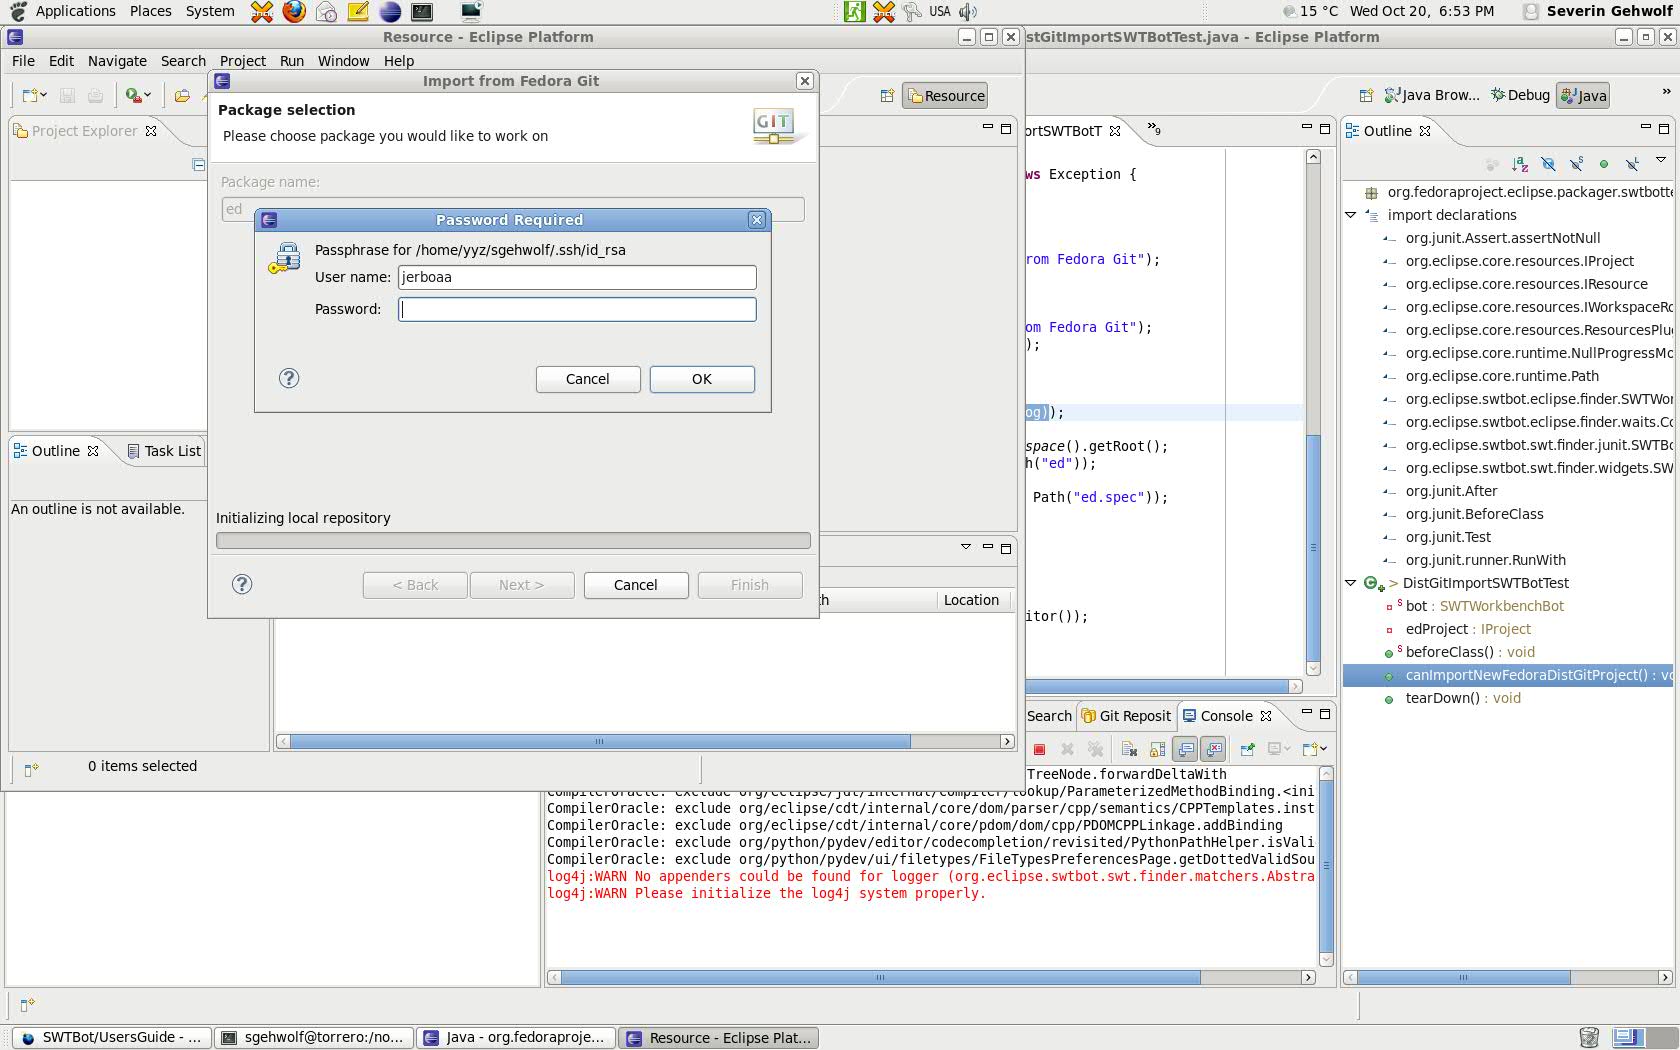 Applications Places System
USA
15 °C Wed Oct 20, 6:53 PM Severin Gehwolf
Resource - Eclipse Platform
stGitImportSWTBotTest.java - Eclipse Platform
File Edit Navigate Search Project Run Window Help
Import from Fedora Git
Resource
Java Brow... Debug Java
Package selection
Please choose package you would like to work on
GIT
Project Explorer
Package name:
ed
Password Required
Passphrase for /home/yyz/sgehwolf/.ssh/id_rsa
User name: jerboaa
Password:
Cancel OK
Initializing local repository
< Back Next > Cancel Finish
Outline Task List
An outline is not available.
th Location
0 items selected
ortSWTBotT
9
ws Exception {
rom Fedora Git");
om Fedora Git");
);
og));
space().getRoot();
h("ed"));
Path("ed.spec"));
itor());
Outline
org.fedoraproject.eclipse.packager.swtbotte
import declarations
org.junit.Assert.assertNotNull
org.eclipse.core.resources.IProject
org.eclipse.core.resources.IResource
org.eclipse.core.resources.IWorkspaceRo
org.eclipse.core.resources.ResourcesPlug
org.eclipse.core.runtime.NullProgressMo
org.eclipse.core.runtime.Path
org.eclipse.swtbot.eclipse.finder.SWTWor
org.eclipse.swtbot.eclipse.finder.waits.Co
org.eclipse.swtbot.swt.finder.junit.SWTBo
org.eclipse.swtbot.swt.finder.widgets.SW
org.junit.After
org.junit.BeforeClass
org.junit.Test
org.junit.runner.RunWith
> DistGitImportSWTBotTest
S bot : SWTWorkbenchBot
edProject : IProject
S beforeClass() : void
canImportNewFedoraDistGitProject() : vo
tearDown() : void
Search Git Reposit Console
TreeNode.forwardDeltaWith
CompilerOracle: exclude org/eclipse/jdt/internal/compiler/lookup/ParameterizedMethodBinding.<ini
CompilerOracle: exclude org/eclipse/cdt/internal/core/dom/parser/cpp/semantics/CPPTemplates.inst
CompilerOracle: exclude org/eclipse/cdt/internal/core/pdom/dom/cpp/PDOMCPPLinkage.addBinding
CompilerOracle: exclude org/python/pydev/editor/codecompletion/revisited/PythonPathHelper.isVali
CompilerOracle: exclude org/python/pydev/ui/filetypes/FileTypesPreferencesPage.getDottedValidSou
log4j:WARN No appenders could be found for logger (org.eclipse.swtbot.swt.finder.matchers.Abstra
log4j:WARN Please initialize the log4j system properly.
SWTBot/UsersGuide - ... sgehwolf@torrero:/no... Java - org.fedoraproje... Resource - Eclipse Plat...